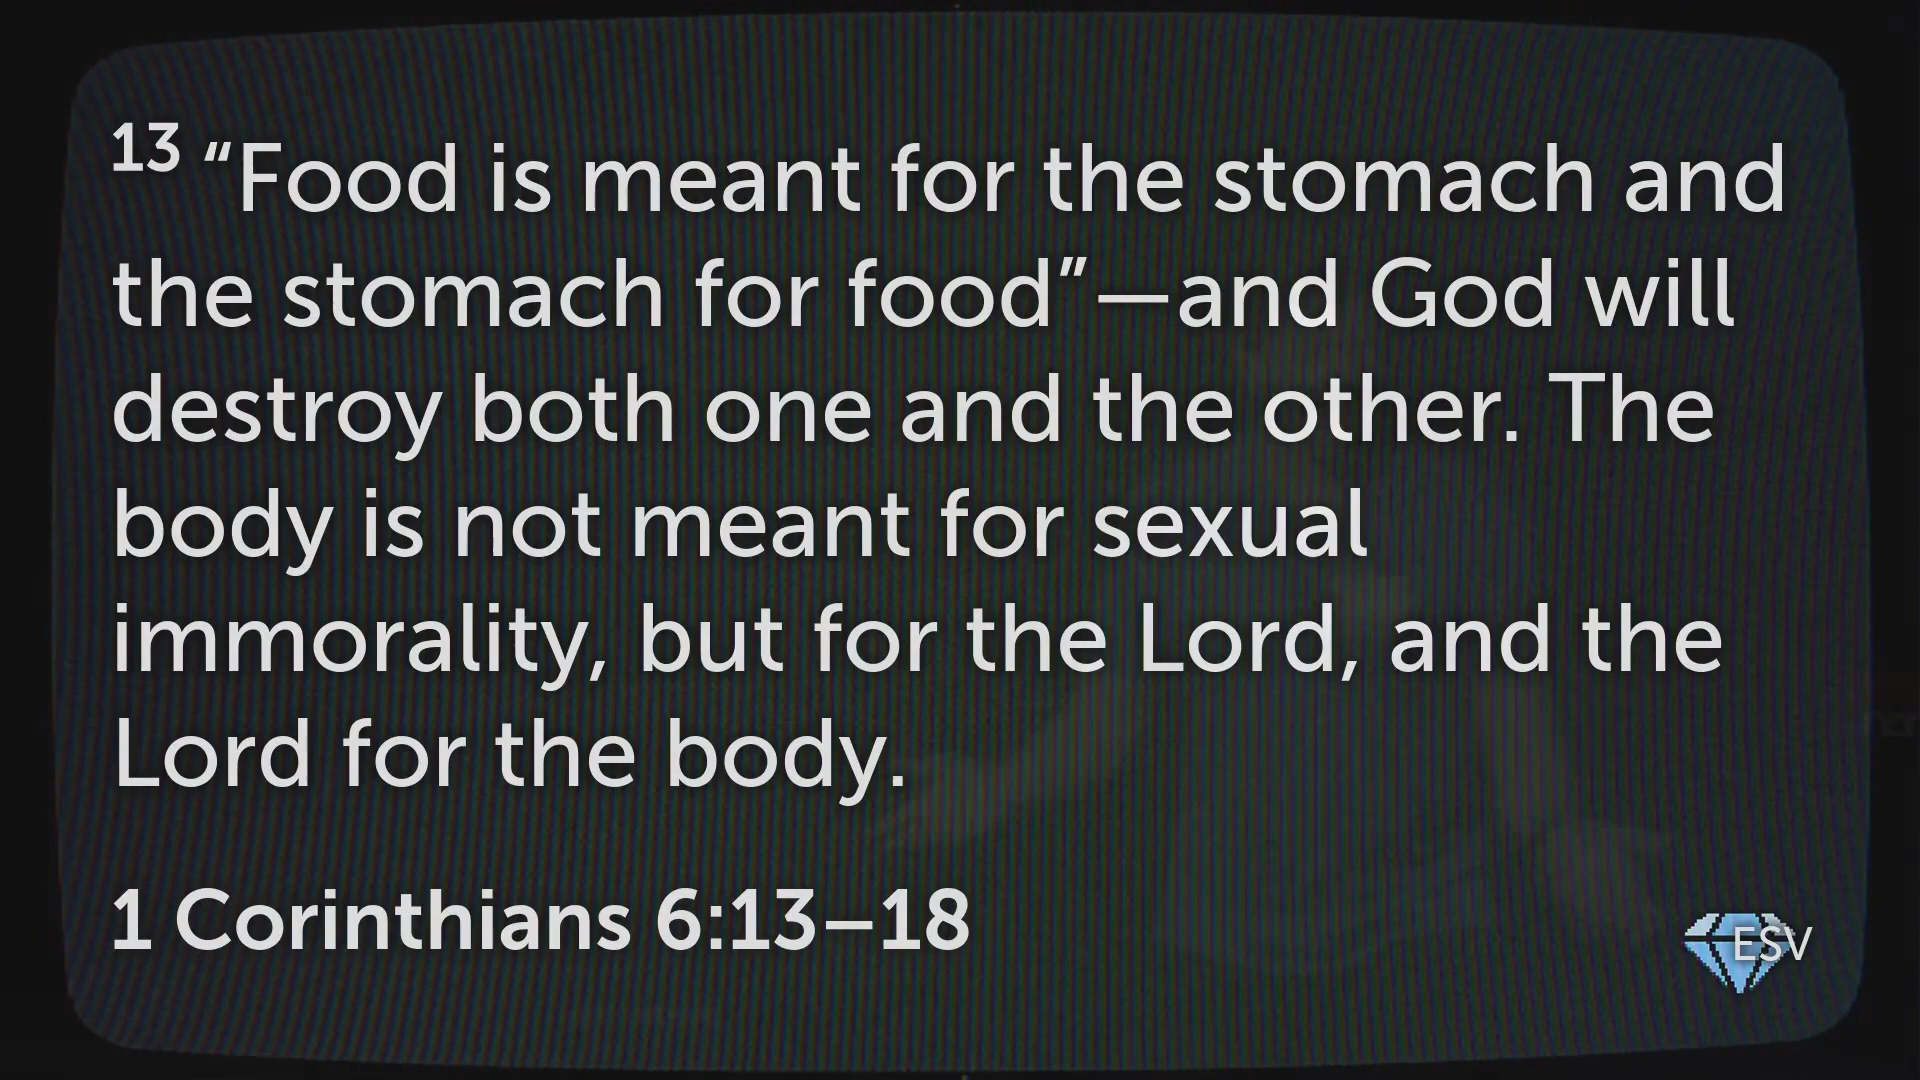 13 “Food is meant for the stomach and
the stomach for food”—and God will
destroy both one and the other. The
body is not meant for sexual
immorality, but for the Lord, and the
Lord for the body.
1 Corinthians 6:13–18
ESV